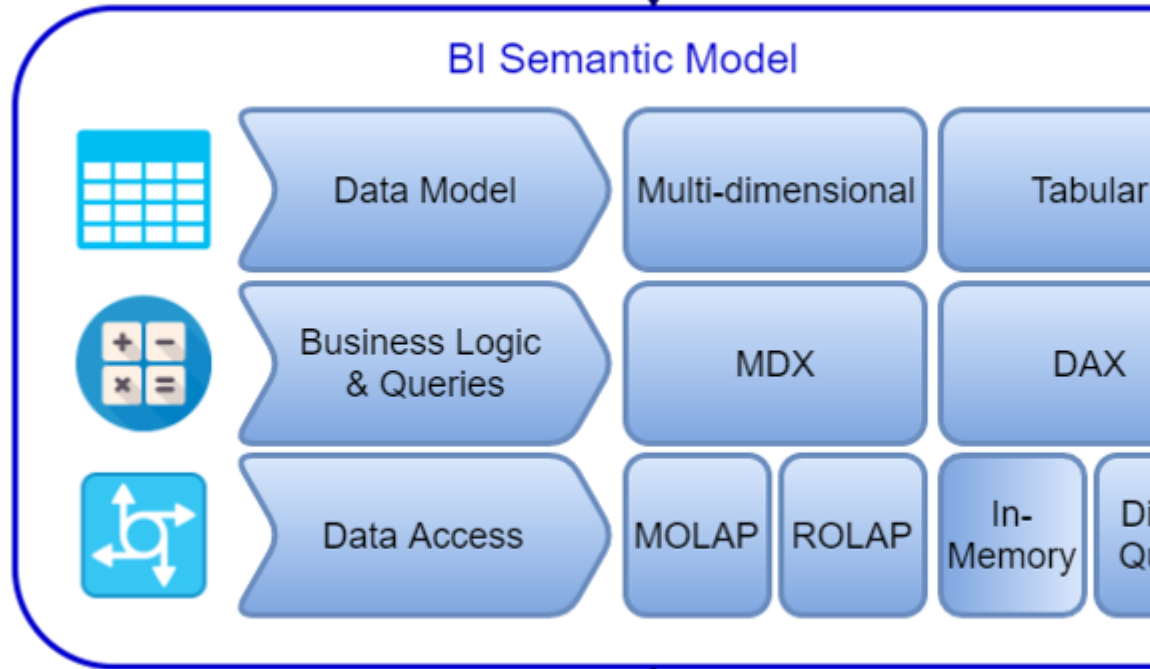 BI Semantic Model
Data Model
Multi-dimensional
Tabular
Business Logic
& Queries
MDX
DAX
Data Access
MOLAP
ROLAP
In-
Memory